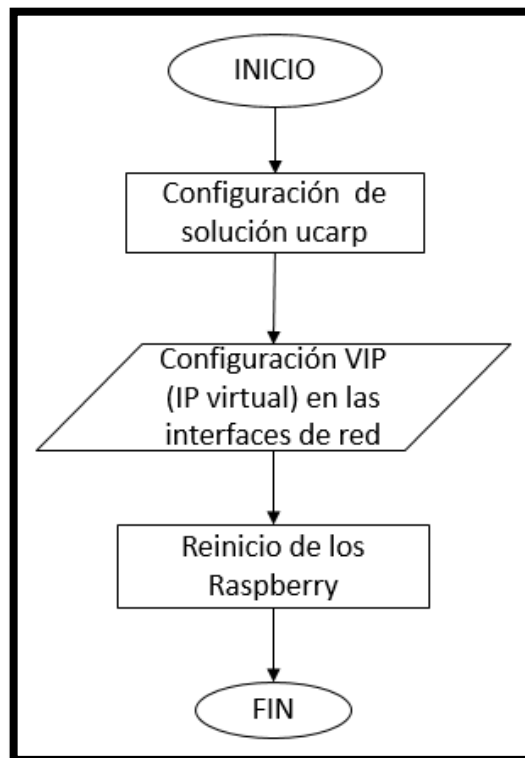 INICIO
Configuración de
solución ucarp
Configuración VIP
(IP virtual) en las
interfaces de red
Reinicio de los
Raspberry
FIN